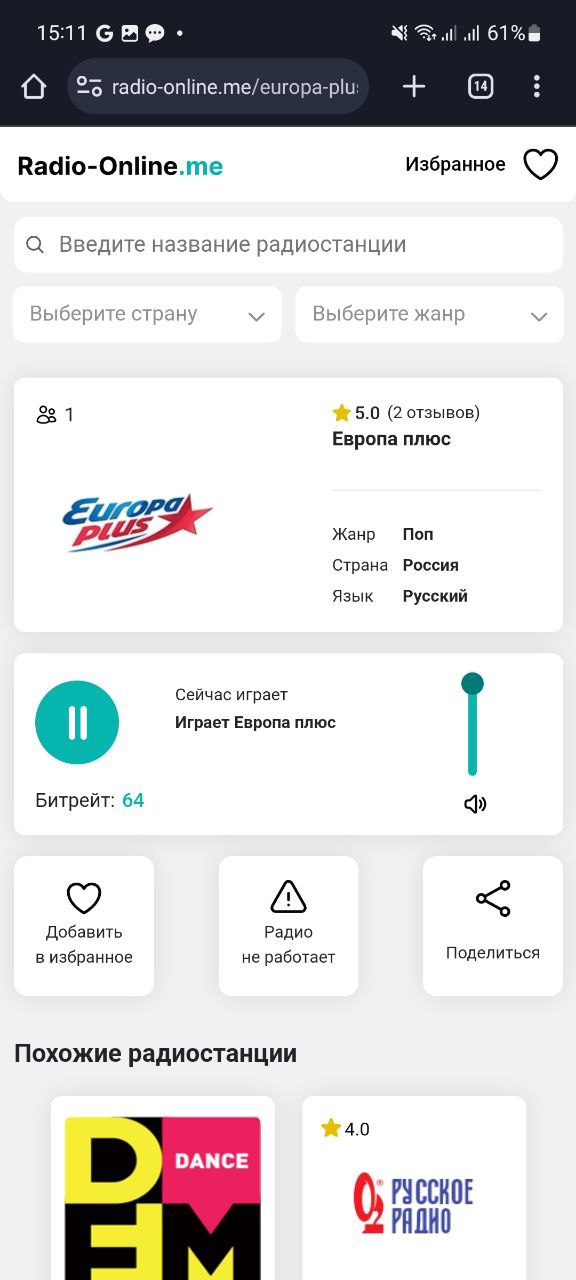 15:11
61%
radio-online.me/europa-plu
14
Radio-Online.me
Избранное
Введите название радиостанции
Выберите страну
Выберите жанр
1
5.0 (2 отзывов)
Европа плюс
Europa
plus
Жанр Поп
Страна Россия
Язык Русский
Сейчас играет
Играет Европа плюс
Битрейт: 64
Добавить
в избранное
Радио
не работает
Поделиться
Похожие радиостанции
D
DANCE
FM
4.0
РУССКОЕ
РАДИО